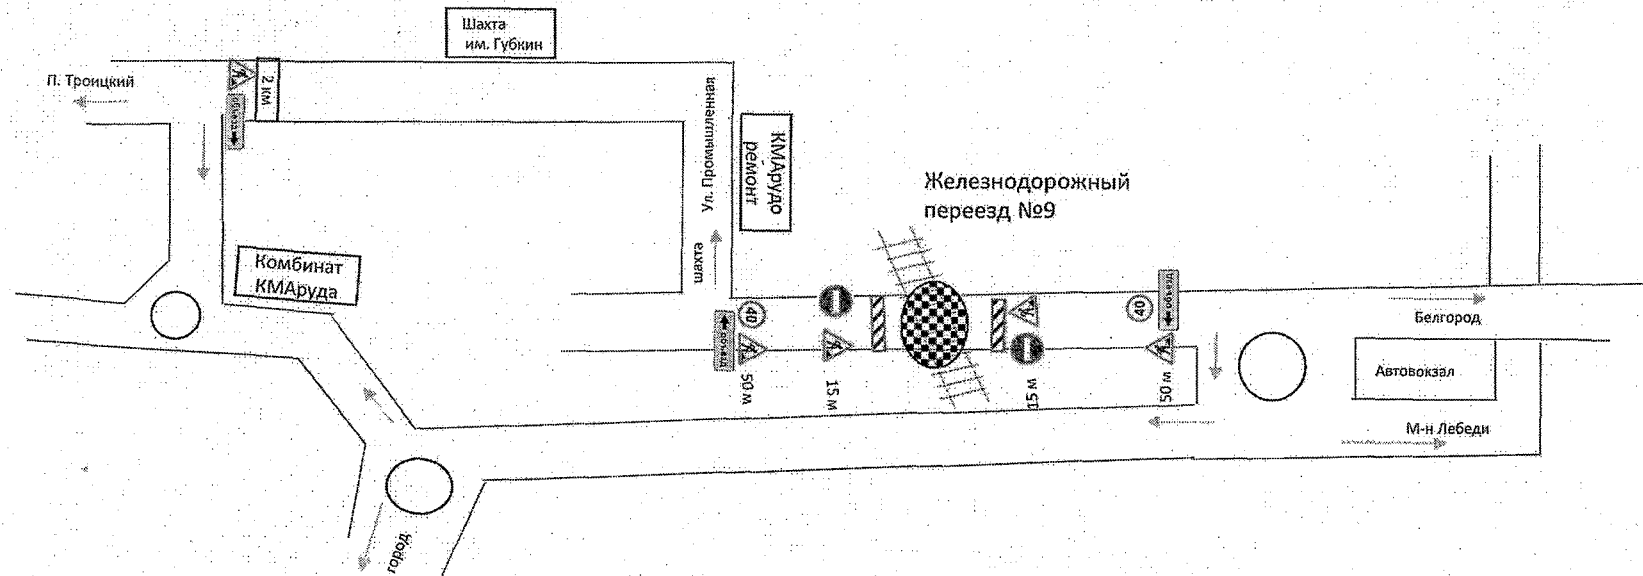 Шахта
им. Губкин
П. Троицкий
2 км
объезд
Ул. Промышленная
шахта
КМАрудо
ремонт
Железнодорожный
переезд №9
Комбинат
КМАруда
40
объезд
50 м
15 м
15 м
40
объезд
50 м
Белгород
Автовокзал
М-н Лебеди
город